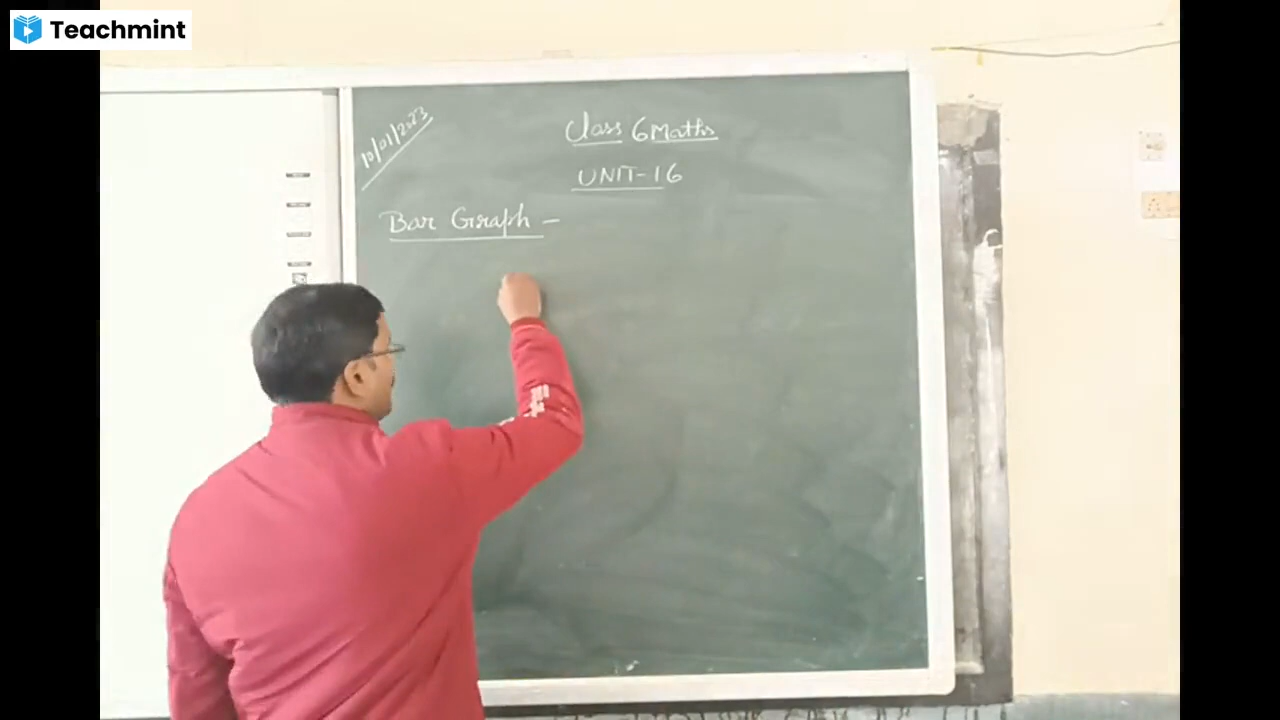 Teachmint
10/01/2023
Class 6 Maths
UNIT-16
Bar Graph -